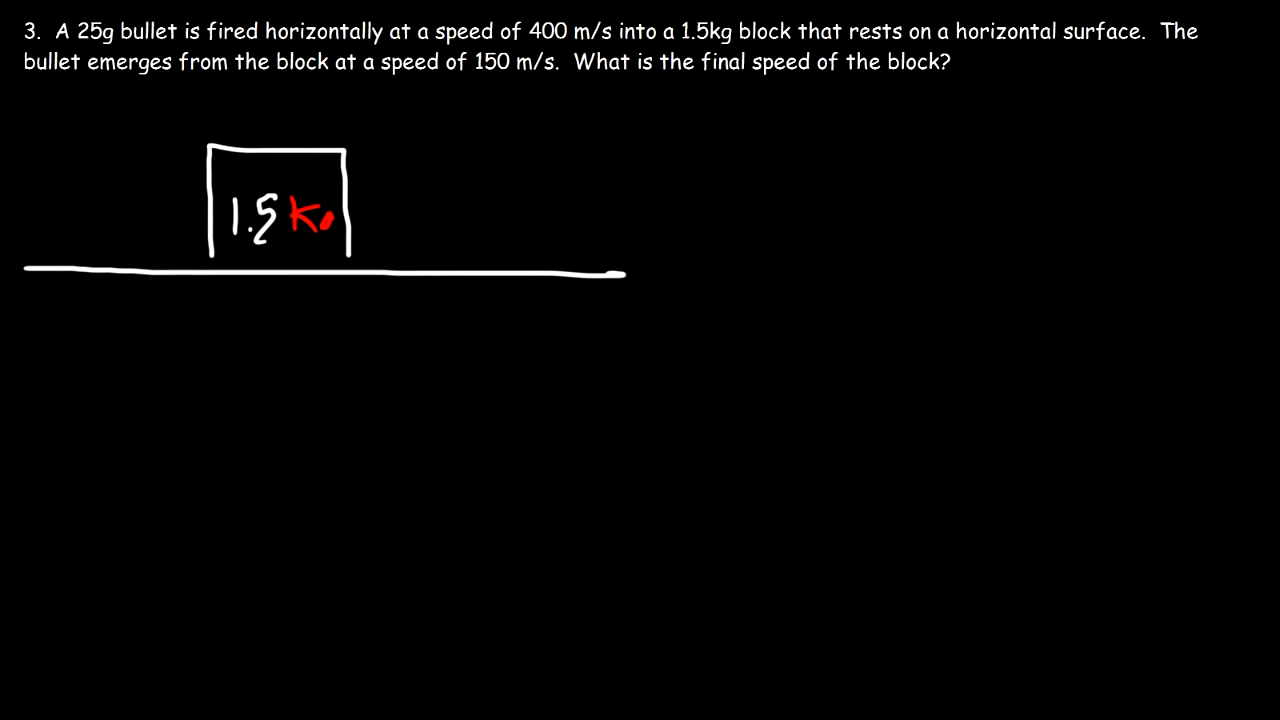 3. A 25g bullet is fired horizontally at a speed of 400 m/s into a 1.5kg block that rests on a horizontal surface. The
bullet emerges from the block at a speed of 150 m/s. What is the final speed of the block?
1.5